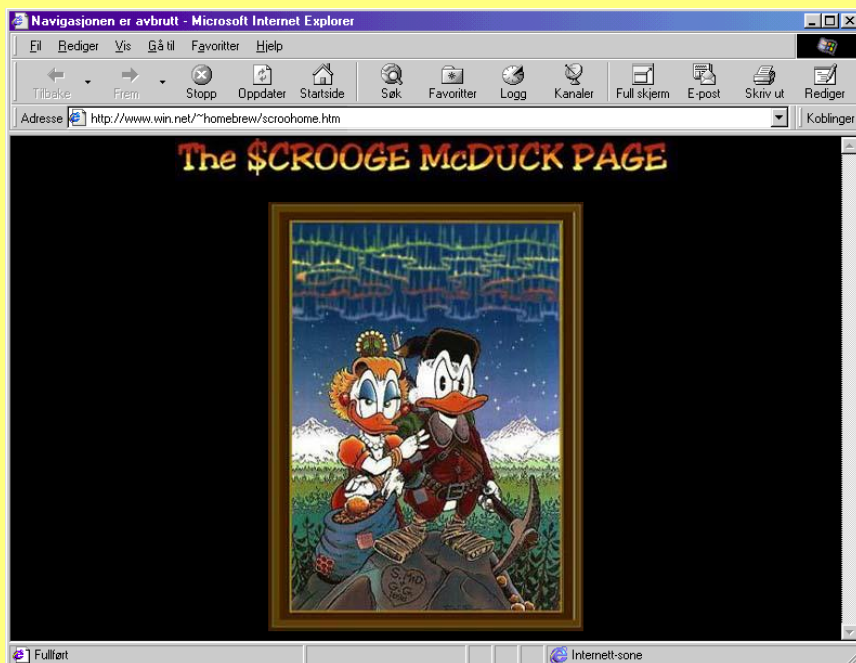 Navigasjonen er avbrutt - Microsoft Internet Explorer
Fil Rediger Vis Gå til Favoritter Hjelp
Tilbake Frem Stopp Oppdater Startside Søk Favoritter Logg Kanaler Full skjerm E-post Skriv ut Rediger
Adresse http://www.win.net/~homebrew/scroohome.htm Koblinger
The $CROOGE McDUCK PAGE
S. McD.
G.G.
Fullført Internett-sone